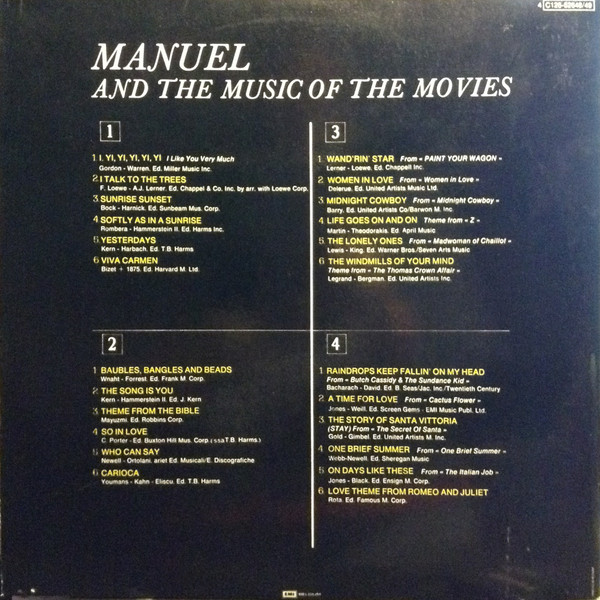 4 C138-52648/49
MANUEL
AND THE MUSIC OF THE MOVIES
1
1 I, YI, YI, YI, YI, YI I Like You Very Much
Gordon - Warren. Ed. Miller Music Inc.
2 I TALK TO THE TREES
F. Loewe - A.J. Lerner. Ed. Chappel & Co. Inc. by arr. with Loewe Corp.
3 SUNRISE SUNSET
Bock - Harnick. Ed. Sunbeam Mus. Corp.
4 SOFTLY AS IN A SUNRISE
Rombera - Hammerstein II. Ed. Harms Inc.
5 YESTERDAYS
Kern - Harbach. Ed. T.B. Harms
6 VIVA CARMEN
Bizet + 1875. Ed. Harvard M. Ltd.
2
1 BAUBLES, BANGLES AND BEADS
Wright - Forrest. Ed. Frank M. Corp.
2 THE SONG IS YOU
Kern - Hammerstein II. Ed. J. Kern
3 THEME FROM THE BIBLE
Mayuzmi. Ed. Robbins Corp.
4 SO IN LOVE
C. Porter - Ed. Buxton Hill Mus. Corp. (ssa T.B. Harms.)
5 WHO CAN SAY
Newell - Ortolani. ariet Ed. Musicali/E. Discografiche
6 CARIOCA
Youmans - Kahn - Eliscu. Ed. T.B. Harms
3
1. WAND'RIN' STAR From « PAINT YOUR WAGON »
Lerner - Loewe. Ed. Chappell Inc.
2. WOMEN IN LOVE From « Women in Love »
Delerue. Ed. United Artists Music Ltd.
3. MIDNIGHT COWBOY From « Midnight Cowboy »
Barry. Ed. United Artists Co/Barwon M. Inc.
4 LIFE GOES ON AND ON Theme from « Z »
Martin - Theodorakis. Ed. April Music
5 THE LONELY ONES From « Madwoman of Chaillot »
Lewis - King. Ed. Warner Bros./Seven Arts Music
6 THE WINDMILLS OF YOUR MIND
Theme from « The Thomas Crown Affair »
Legrand - Bergman. Ed. United Artists Inc.
4
1 RAINDROPS KEEP FALLIN' ON MY HEAD
From « Butch Cassidy & The Sundance Kid »
Bacharach - David. Ed. B. Seas/Jac. Inc./Twentieth Century
2. A TIME FOR LOVE From « Cactus Flower »
Jones - Weill. Ed. Screen Gems - EMI Music Publ. Ltd.
3. THE STORY OF SANTA VITTORIA
(STAY) From « The Secret Of Santa »
Gold - Gimbel. Ed. United Artists M. Inc.
4 ONE BRIEF SUMMER From « One Brief Summer »
Webb-Newell. Ed. Sheregan Music
5 ON DAYS LIKE THESE From « The Italian Job »
Jones - Black. Ed. Ensign M. Corp.
6. LOVE THEME FROM ROMEO AND JULIET
Rota. Ed. Famous M. Corp.
EMI